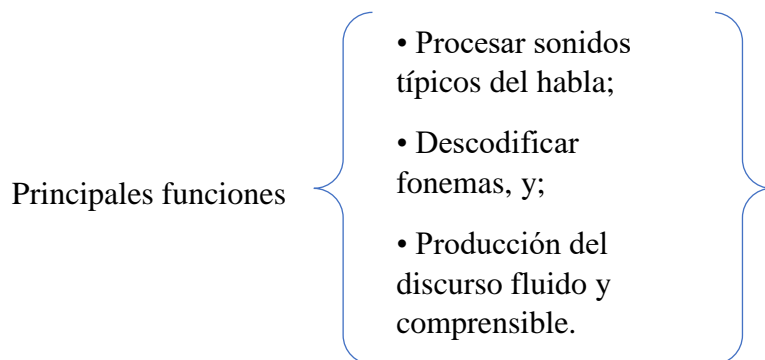 Principales funciones
• Procesar sonidos
típicos del habla;
• Descodificar
fonemas, y;
• Producción del
discurso fluido y
comprensible.